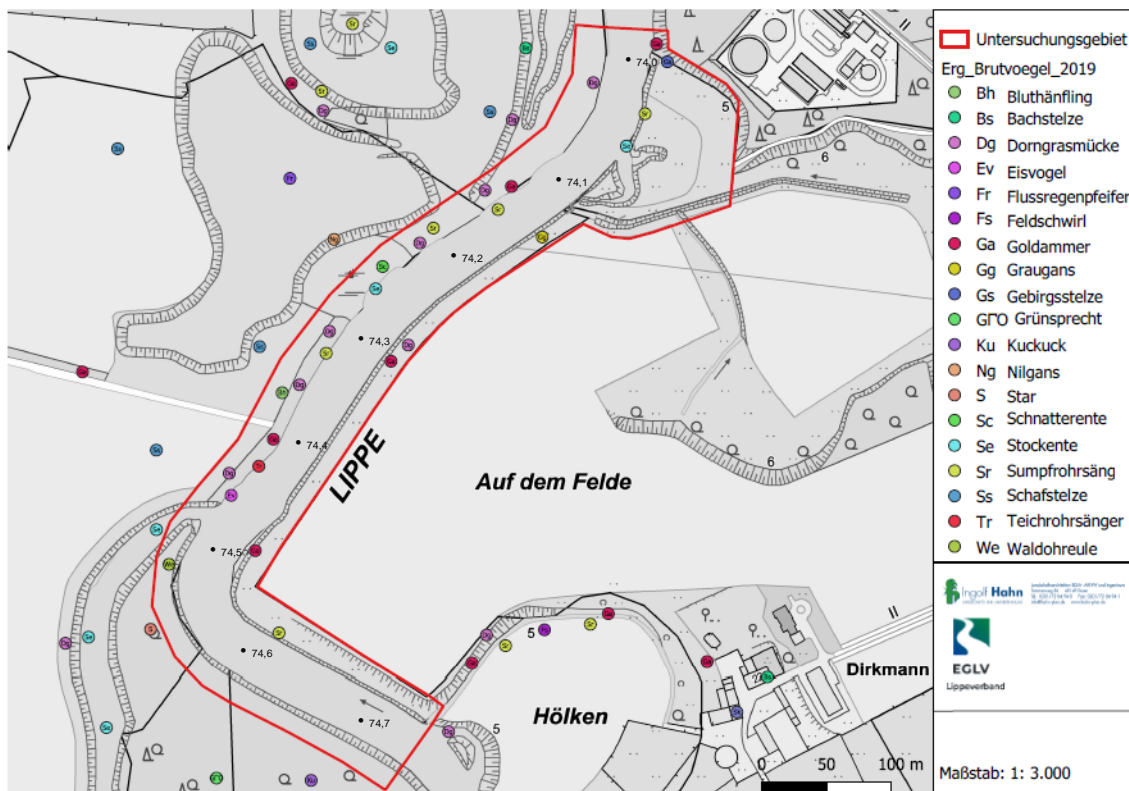 Untersuchungsgebiet
Erg_Brutvoegel_2019
Bh Bluthänfling
Bs Bachstelze
Dg Dorngrasmücke
Ev Eisvogel
Fr Flussregenpfeifer
Fs Feldschwirl
Ga Goldammer
Gg Graugans
Gs Gebirgsstelze
GΓO Grünsprecht
Ku Kuckuck
Ng Nilgans
S Star
Sc Schnatterente
Se Stockente
Sr Sumpfrohrsäng
Ss Schafstelze
Tr Teichrohrsänger
We Waldohreule
74,0
74,1
74,2
74,3
74,4
74,5
74,6
74,7
5
6
6
5
5
II
II
LIPPE
Auf dem Felde
Hölken
Dirkmann
0 50 100 m
Ingolf Hahn
EGLV
Lippeverband
Maßstab: 1: 3.000